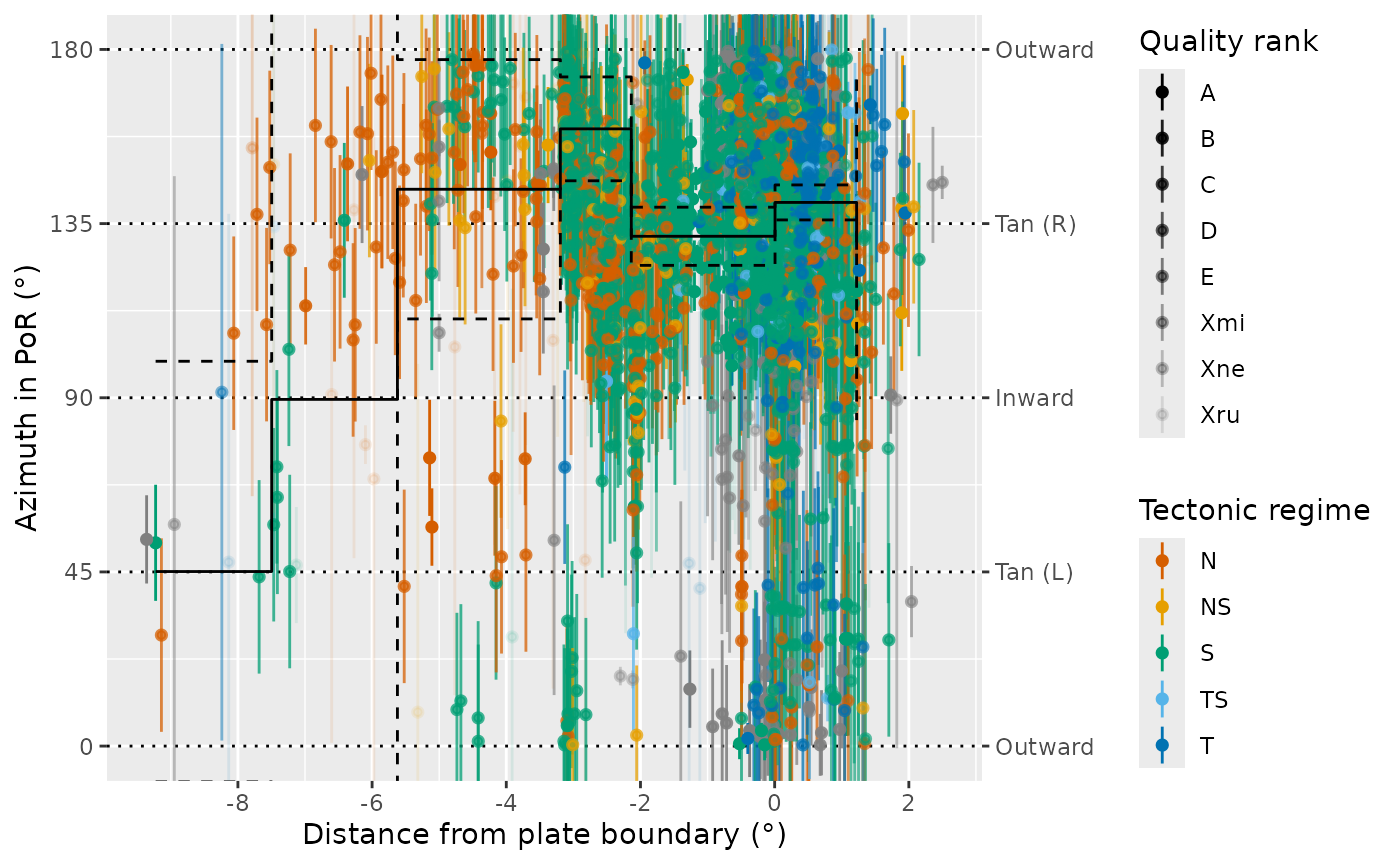 180
135
90
45
0
Azimuth in PoR (°)
-8
-6
-4
-2
0
2
Distance from plate boundary (°)
Outward
Tan (R)
Inward
Tan (L)
Outward
Quality rank
A
B
C
D
E
Xmi
Xne
Xru
Tectonic regime
N
NS
S
TS
T